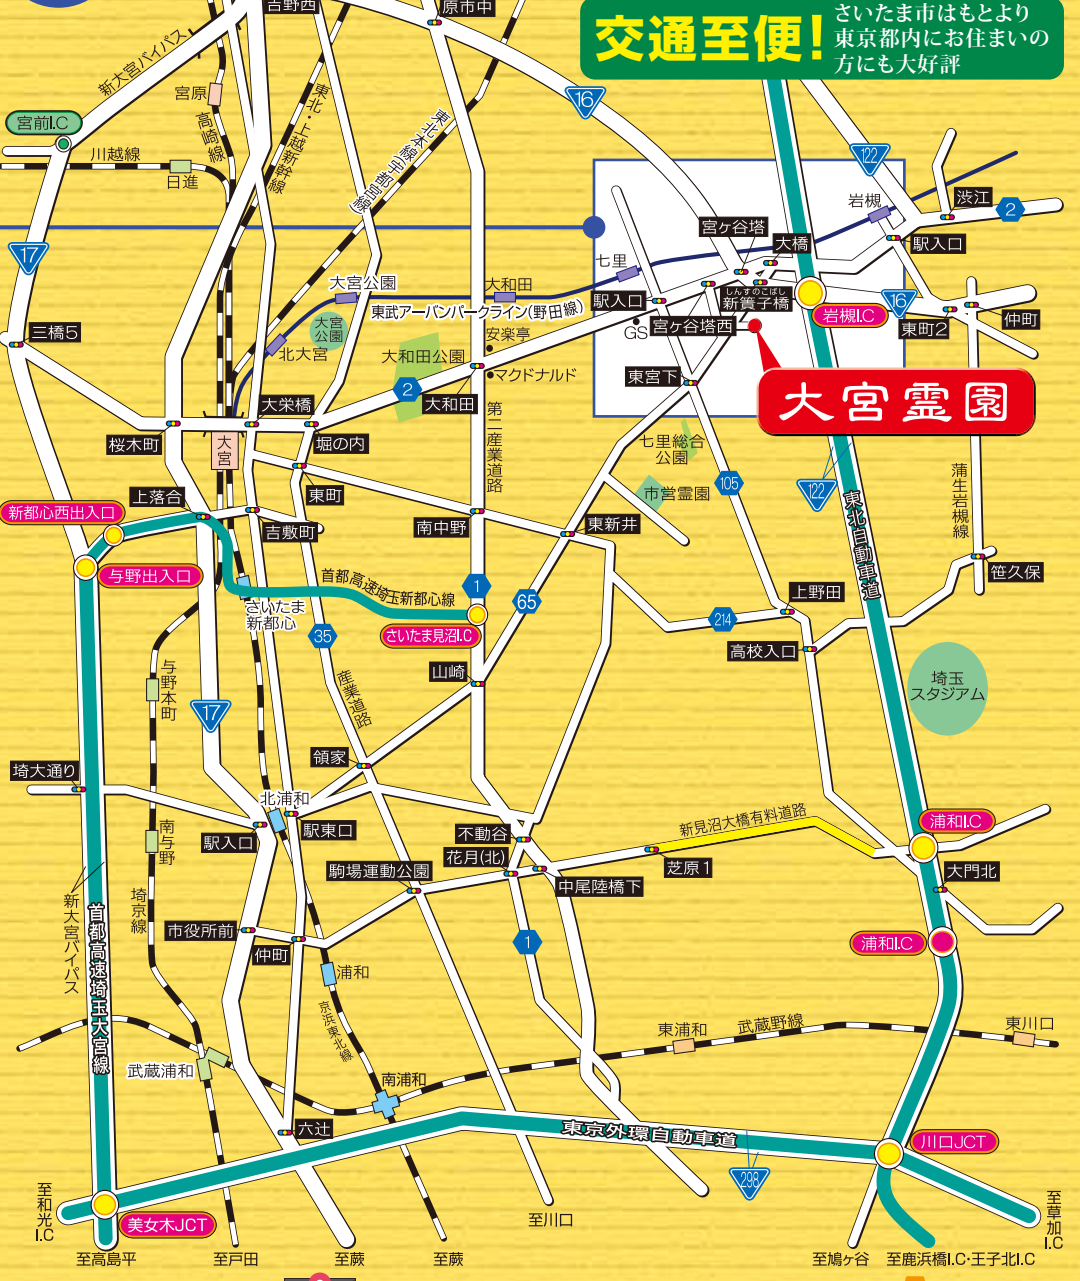 交通至便!
さいたま市はもとより
東京都内にお住まいの
方にも大好評
吉野西
原市中
新大宮バイパス
宮原
高崎線
東北・上越新幹線
東北本線(宇都宮線)
16
宮前I.C
川越線
日進
122
岩槻
渋江
2
駅入口
17
宮ヶ谷塔
大橋
七里
大宮公園
大和田
東武アーバンパークライン(野田線)
駅入口
しんすのこばし
新簀子橋
GS
宮ヶ谷塔西
岩槻I.C
16
東町2
仲町
三橋5
大宮
公園
北大宮
大和田公園
安楽亭
マクドナルド
東宮下
大宮霊園
2
大和田
大栄橋
桜木町
大宮
堀の内
第二産業道路
七里総合
公園
市営霊園
105
122
蒲生岩槻線
東北自動車道
新都心西出入口
上落合
東町
吉敷町
南中野
東新井
笹久保
与野出入口
首都高速埼玉新都心線
1
65
さいたま
新都心
35
さいたま見沼I.C
214
上野田
高校入口
与野本町
山崎
埼玉
スタジアム
17
産業道路
領家
埼大通り
北浦和
駅入口
駅東口
南与野
不動谷
新見沼大橋有料道路
浦和I.C
花月(北)
芝原1
駒場運動公園
中尾陸橋下
大門北
新大宮バイパス
首都高速埼玉大宮線
埼京線
市役所前
仲町
1
浦和I.C
浦和
京浜東北線
東浦和
武蔵野線
東川口
武蔵浦和
南浦和
六辻
東京外環自動車道
川口JCT
298
至和光I.C
美女木JCT
至川口
至草加I.C
至高島平
至戸田
至蕨
至蕨
至鳩ヶ谷
至鹿浜橋I.C・王子北I.C